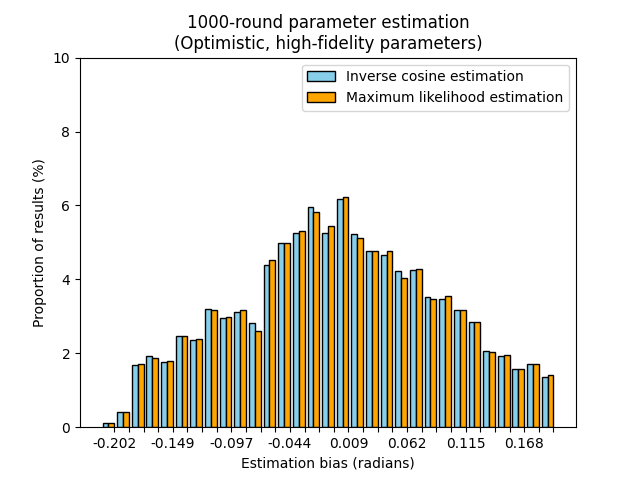 1000-round parameter estimation
(Optimistic, high-fidelity parameters)
Inverse cosine estimation
Maximum likelihood estimation
Proportion of results (%)
10
8
6
4
2
0
-0.202 -0.149 -0.097 -0.044 0.009 0.062 0.115 0.168
Estimation bias (radians)